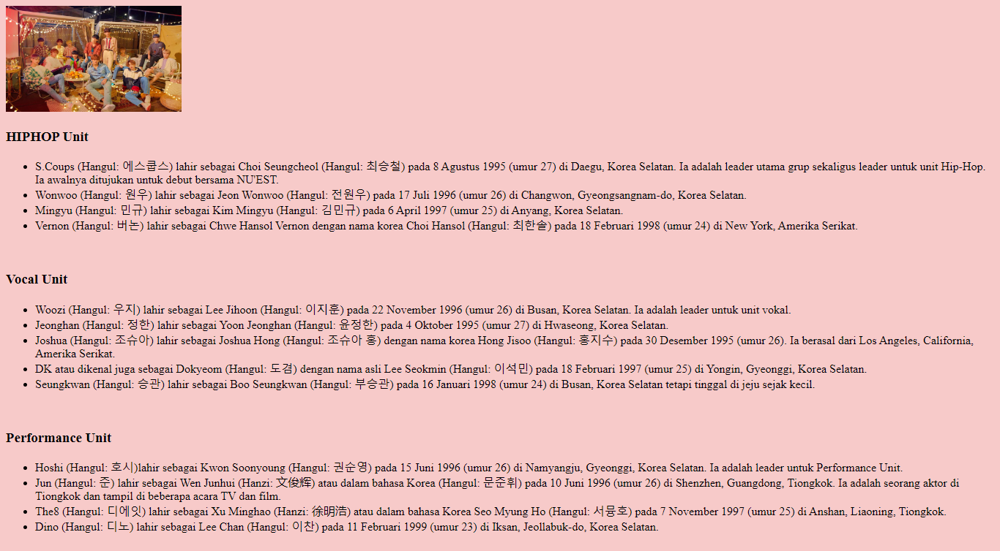 HIPHOP Unit
S.Coups (Hangul: 에스쿱스) lahir sebagai Choi Seungcheol (Hangul: 최승철) pada 8 Agustus 1995 (umur 27) di Daegu, Korea Selatan. Ia adalah leader utama grup sekaligus leader untuk unit Hip-Hop.
Ia awalnya ditujukan untuk debut bersama NU'EST.
Wonwoo (Hangul: 원우) lahir sebagai Jeon Wonwoo (Hangul: 전원우) pada 17 Juli 1996 (umur 26) di Changwon, Gyeongsangnam-do, Korea Selatan.
Mingyu (Hangul: 민규) lahir sebagai Kim Mingyu (Hangul: 김민규) pada 6 April 1997 (umur 25) di Anyang, Korea Selatan.
Vernon (Hangul: 버논) lahir sebagai Chwe Hansol Vernon dengan nama korea Choi Hansol (Hangul: 최한솔) pada 18 Februari 1998 (umur 24) di New York, Amerika Serikat.
Vocal Unit
Woozi (Hangul: 우지) lahir sebagai Lee Jihoon (Hangul: 이지훈) pada 22 November 1996 (umur 26) di Busan, Korea Selatan. Ia adalah leader untuk unit vokal.
Jeonghan (Hangul: 정한) lahir sebagai Yoon Jeonghan (Hangul: 윤정한) pada 4 Oktober 1995 (umur 27) di Hwaseong, Korea Selatan.
Joshua (Hangul: 조슈아) lahir sebagai Joshua Hong (Hangul: 조슈아 홍) dengan nama korea Hong Jisoo (Hangul: 홍지수) pada 30 Desember 1995 (umur 26). Ia berasal dari Los Angeles, California,
Amerika Serikat.
DK atau dikenal juga sebagai Dokyeom (Hangul: 도겸) dengan nama asli Lee Seokmin (Hangul: 이석민) pada 18 Februari 1997 (umur 25) di Yongin, Gyeonggi, Korea Selatan.
Seungkwan (Hangul: 승관) lahir sebagai Boo Seungkwan (Hangul: 부승관) pada 16 Januari 1998 (umur 24) di Busan, Korea Selatan tetapi tinggal di jeju sejak kecil.
Performance Unit
Hoshi (Hangul: 호시)lahir sebagai Kwon Soonyoung (Hangul: 권순영) pada 15 Juni 1996 (umur 26) di Namyangju, Gyeonggi, Korea Selatan. Ia adalah leader untuk Performance Unit.
Jun (Hangul: 준) lahir sebagai Wen Junhui (Hanzi: 文俊辉) atau dalam bahasa Korea (Hangul: 문준휘) pada 10 Juni 1996 (umur 26) di Shenzhen, Guangdong, Tiongkok. Ia adalah seorang aktor di
Tiongkok dan tampil di beberapa acara TV dan film.
The8 (Hangul: 디에잇) lahir sebagai Xu Minghao (Hanzi: 徐明浩) atau dalam bahasa Korea Seo Myung Ho (Hangul: 서뮹호) pada 7 November 1997 (umur 25) di Anshan, Liaoning, Tiongkok.
Dino (Hangul: 디노) lahir sebagai Lee Chan (Hangul: 이찬) pada 11 Februari 1999 (umur 23) di Iksan, Jeollabuk-do, Korea Selatan.